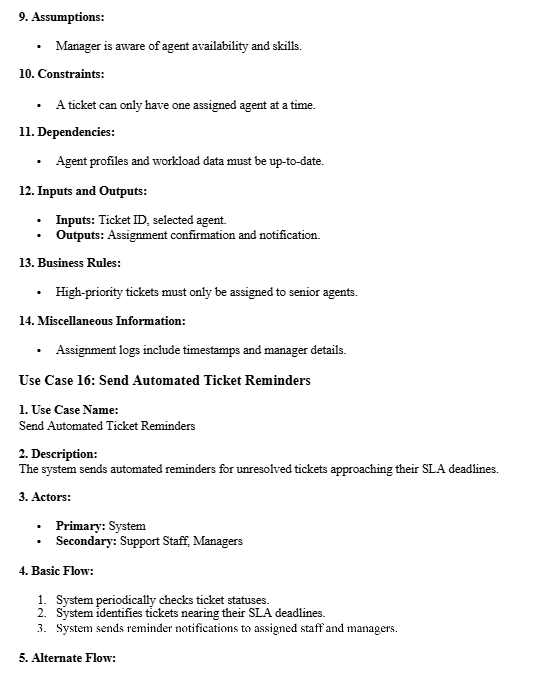 9. Assumptions:
• Manager is aware of agent availability and skills.
10. Constraints:
• A ticket can only have one assigned agent at a time.
11. Dependencies:
• Agent profiles and workload data must be up-to-date.
12. Inputs and Outputs:
• Inputs: Ticket ID, selected agent.
• Outputs: Assignment confirmation and notification.
13. Business Rules:
• High-priority tickets must only be assigned to senior agents.
14. Miscellaneous Information:
• Assignment logs include timestamps and manager details.
Use Case 16: Send Automated Ticket Reminders
1. Use Case Name:
Send Automated Ticket Reminders
2. Description:
The system sends automated reminders for unresolved tickets approaching their SLA deadlines.
3. Actors:
• Primary: System
• Secondary: Support Staff, Managers
4. Basic Flow:
1. System periodically checks ticket statuses.
2. System identifies tickets nearing their SLA deadlines.
3. System sends reminder notifications to assigned staff and managers.
5. Alternate Flow: